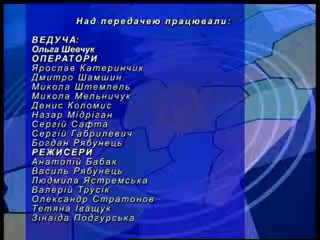 Над передачею працювали:
ВЕДУЧА:
Ольга Шевчук
ОПЕРАТОРИ
Ярослав Катеринчик
Дмитро Шамшин
Микола Штемпель
Микола Мельничук
Денис Коломис
Назар Мідріган
Сергій Сафта
Сергій Габрилевич
Богдан Рябунець
РЕЖИСЕРИ
Анатолій Бабак
Василь Рябунець
Людмила Ястремська
Валерій Трусік
Олександр Стратонов
Тетяна Іващук
Зінаїда Подгурська